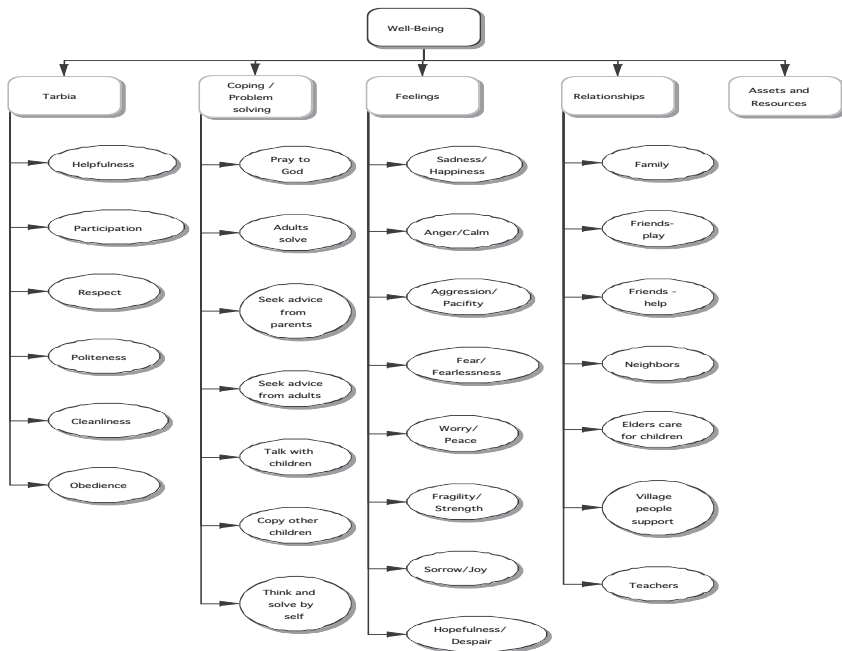 Well-Being
Tarbia
Helpfulness
Participation
Respect
Politeness
Cleanliness
Obedience
Coping /
Problem
solving
Pray to
God
Adults
solve
Seek advice
from
parents
Seek advice
from adults
Talk with
children
Copy other
children
Think and
solve by
self
Feelings
Sadness/
Happiness
Anger/Calm
Aggression/
Pacifity
Fear/
Fearlessness
Worry/
Peace
Fragility/
Strength
Sorrow/Joy
Hopefulness/
Despair
Relationships
Family
Friends-
play
Friends -
help
Neighbors
Elders care
for children
Village
people
support
Teachers
Assets and
Resources